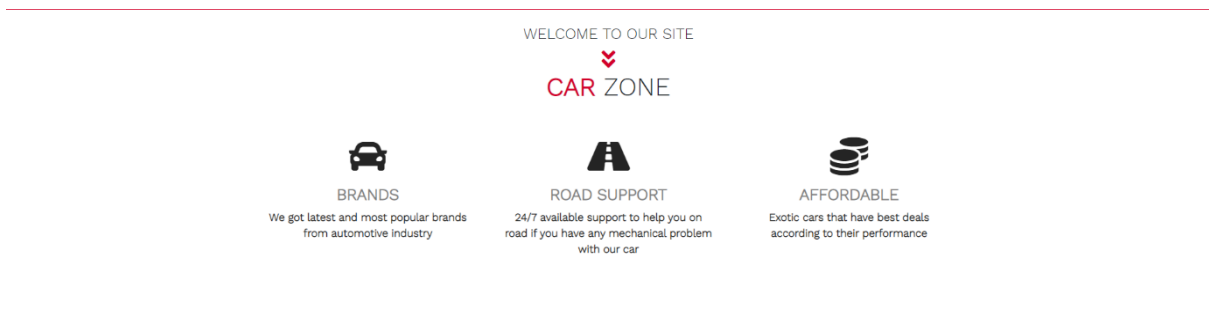 WELCOME TO OUR SITE
CAR ZONE
BRANDS
We got latest and most popular brands
from automotive industry
ROAD SUPPORT
24/7 available support to help you on
road if you have any mechanical problem
with our car
AFFORDABLE
Exotic cars that have best deals
according to their performance